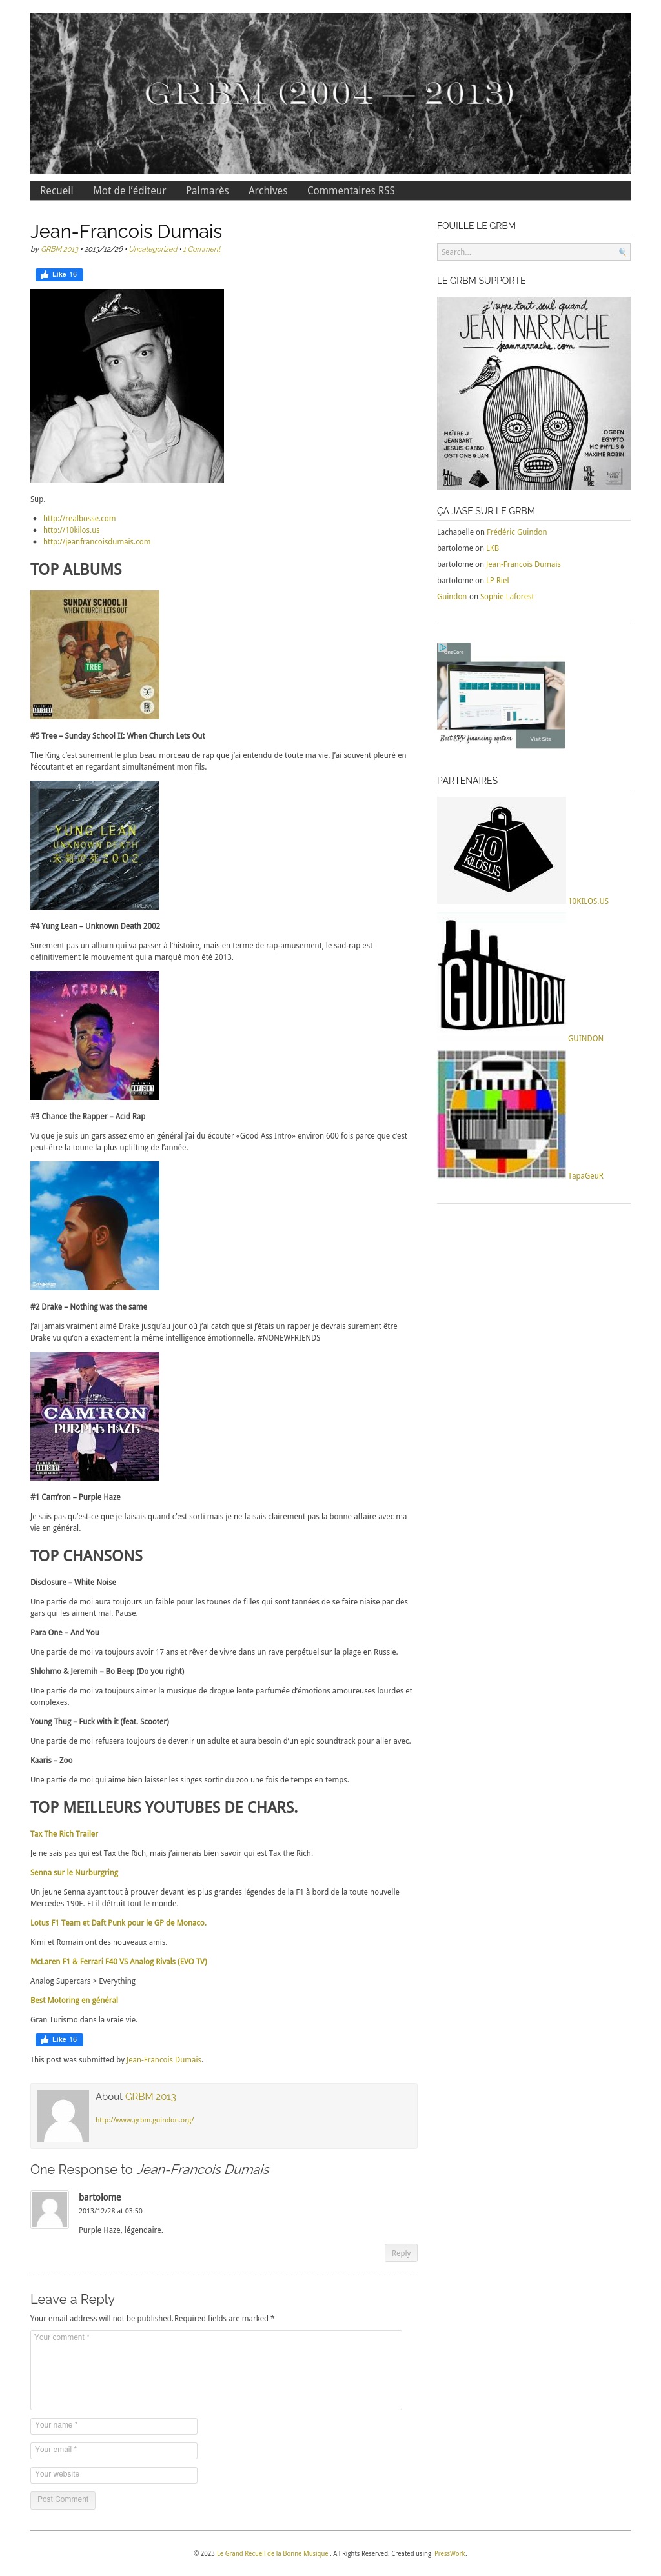 GRBM (2004 — 2013)
Recueil Mot de l'éditeur Palmarès Archives Commentaires RSS
Jean-Francois Dumais
by GRBM 2013 • 2013/12/26 • Uncategorized • 1 Comment
Like 16
Sup.
http://realbosse.com
http://10kilos.us
http://jeanfrancoisdumais.com
TOP ALBUMS
SUNDAY SCHOOL II
WHEN CHURCH LETS OUT
TREE
#5 Tree – Sunday School II: When Church Lets Out
The King c'est surement le plus beau morceau de rap que j'ai entendu de toute ma vie. J'ai souvent pleuré en
l'écoutant et en regardant simultanément mon fils.
YUNG LEAN
UNKNOWN DEATH
2002
#4 Yung Lean – Unknown Death 2002
Surement pas un album qui va passer à l'histoire, mais en terme de rap-amusement, le sad-rap est
définitivement le mouvement qui a marqué mon été 2013.
ACID RAP
#3 Chance the Rapper – Acid Rap
Vu que je suis un gars assez emo en général j'ai du écouter «Good Ass Intro» environ 600 fois parce que c'est
peut-être la toune la plus uplifting de l'année.
#2 Drake – Nothing was the same
J'ai jamais vraiment aimé Drake jusqu'au jour où j'ai catch que si j'étais un rapper je devrais surement être
Drake vu qu'on a exactement la même intelligence émotionnelle. #NONEWFRIENDS
CAM'RON
PURPLE HAZE
#1 Cam'ron – Purple Haze
Je sais pas qu'est-ce que je faisais quand c'est sorti mais je ne faisais clairement pas la bonne affaire avec ma
vie en général.
TOP CHANSONS
Disclosure – White Noise
Une partie de moi aura toujours un faible pour les tounes de filles qui sont tannées de se faire niaise par des
gars qui les aiment mal. Pause.
Para One – And You
Une partie de moi va toujours avoir 17 ans et rêver de vivre dans un rave perpétuel sur la plage en Russie.
Shlohmo & Jeremih – Bo Beep (Do you right)
Une partie de moi va toujours aimer la musique de drogue lente parfumée d'émotions amoureuses lourdes et
complexes.
Young Thug – Fuck with it (feat. Scooter)
Une partie de moi refusera toujours de devenir un adulte et aura besoin d'un epic soundtrack pour aller avec.
Kaaris – Zoo
Une partie de moi qui aime bien laisser les singes sortir du zoo une fois de temps en temps.
TOP MEILLEURS YOUTUBES DE CHARS.
Tax The Rich Trailer
Je ne sais pas qui est Tax the Rich, mais j'aimerais bien savoir qui est Tax the Rich.
Senna sur le Nurburgring
Un jeune Senna ayant tout à prouver devant les plus grandes légendes de la F1 à bord de la toute nouvelle
Mercedes 190E. Et il détruit tout le monde.
Lotus F1 Team et Daft Punk pour le GP de Monaco.
Kimi et Romain ont des nouveaux amis.
McLaren F1 & Ferrari F40 VS Analog Rivals (EVO TV)
Analog Supercars > Everything
Best Motoring en général
Gran Turismo dans la vraie vie.
Like 16
This post was submitted by Jean-Francois Dumais.
About GRBM 2013
http://www.grbm.guindon.org/
One Response to Jean-Francois Dumais
bartolome
2013/12/28 at 03:50
Purple Haze, légendaire.
Reply
Leave a Reply
Your email address will not be published. Required fields are marked *
Your comment *
Your name *
Your email *
Your website
Post Comment
FOUILLE LE GRBM
Search...
LE GRBM SUPPORTE
j'rappe tout seul quand
JEAN NARRACHE
jeannarrache.com
MAÎTRE J
JEANBART
JESUIS GABBO
OSTI ONE & JAM
OGDEN
EGYPTO
MC PHYLIS &
MAXIME ROBIN
ÇA JASE SUR LE GRBM
Lachapelle on Frédéric Guindon
bartolome on LKB
bartolome on Jean-Francois Dumais
bartolome on LP Riel
Guindon on Sophie Laforest
Best ERP financing system
Visit Site
PARTENAIRES
10 KILOS.US
10KILOS.US
GUINDON
GUINDON
TapaGeuR
© 2023 Le Grand Recueil de la Bonne Musique . All Rights Reserved. Created using PressWork.